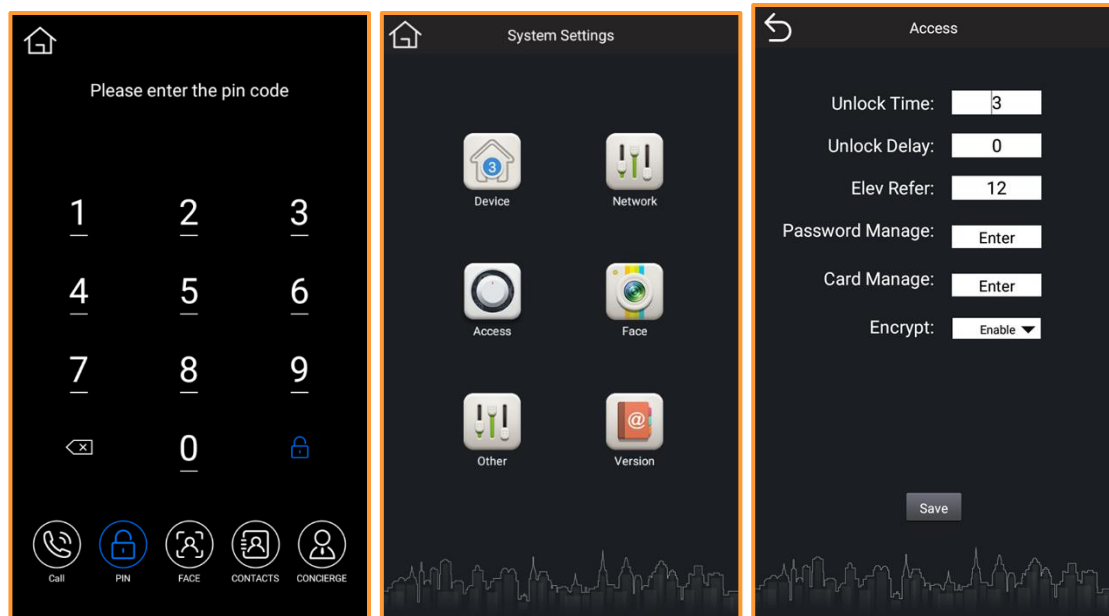 Please enter the pin code
1 2 3
4 5 6
7 8 9
0
Call PIN FACE CONTACTS CONCIERGE
System Settings
3
Device Network
Access Face
@
Other Version
Access
Unlock Time: 3
Unlock Delay: 0
Elev Refer: 12
Password Manage: Enter
Card Manage: Enter
Encrypt: Enable
Save